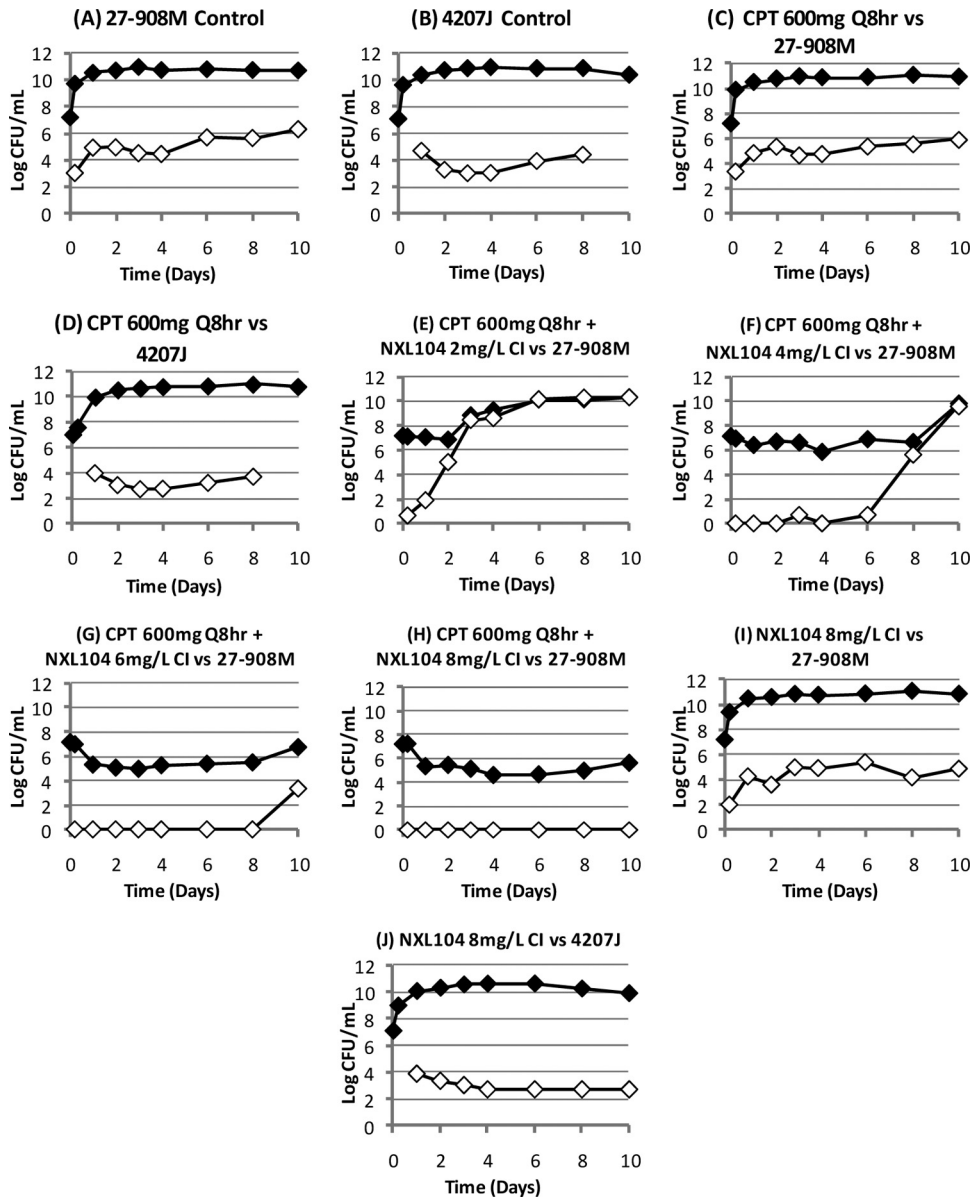 (A) 27-908M Control
12
10
8
6
4
2
0
Log CFU/mL
0 2 4 6 8 10
Time (Days)
(B) 4207J Control
12
10
8
6
4
2
0
Log CFU/mL
0 2 4 6 8 10
Time (Days)
(C) CPT 600mg Q8hr vs
27-908M
12
10
8
6
4
2
0
Log CFU/mL
0 2 4 6 8 10
Time (Days)
(D) CPT 600mg Q8hr vs
4207J
12
10
8
6
4
2
0
Log CFU/mL
0 2 4 6 8 10
Time (Days)
(E) CPT 600mg Q8hr +
NXL104 2mg/L CI vs 27-908M
12
10
8
6
4
2
0
Log CFU/mL
0 2 4 6 8 10
Time (Days)
(F) CPT 600mg Q8hr +
NXL104 4mg/L CI vs 27-908M
12
10
8
6
4
2
0
Log CFU/mL
0 2 4 6 8 10
Time (Days)
(G) CPT 600mg Q8hr +
NXL104 6mg/L CI vs 27-908M
12
10
8
6
4
2
0
Log CFU/mL
0 2 4 6 8 10
Time (Days)
(H) CPT 600mg Q8hr +
NXL104 8mg/L CI vs 27-908M
12
10
8
6
4
2
0
Log CFU/mL
0 2 4 6 8 10
Time (Days)
(I) NXL104 8mg/L CI vs
27-908M
12
10
8
6
4
2
0
Log CFU/mL
0 2 4 6 8 10
Time (Days)
(J) NXL104 8mg/L CI vs 4207J
12
10
8
6
4
2
0
Log CFU/mL
0 2 4 6 8 10
Time (Days)